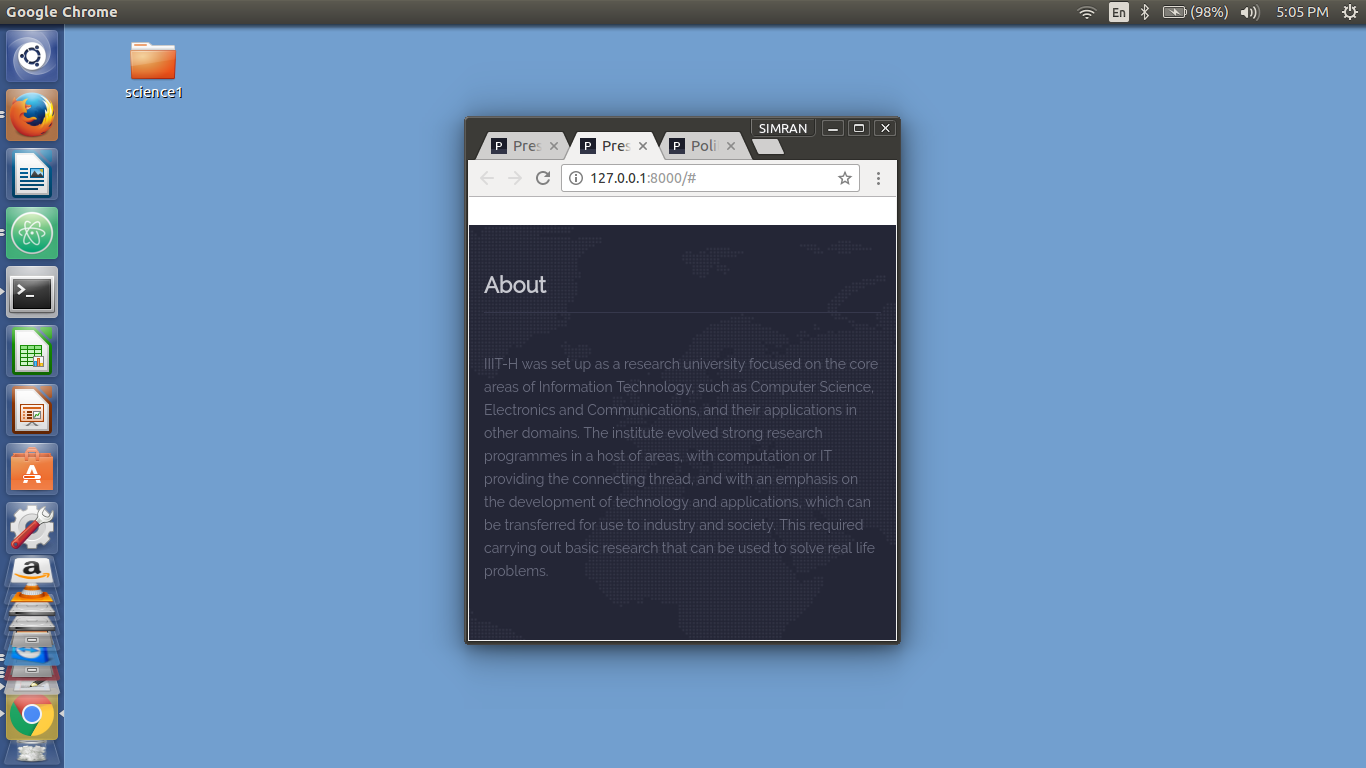 Google Chrome
En
(98%)
5:05 PM
science1
SIMRAN
P Pres
P Pres
P Poli
127.0.0.1:8000/#
About
IIIT-H was set up as a research university focused on the core
areas of Information Technology, such as Computer Science,
Electronics and Communications, and their applications in
other domains. The institute evolved strong research
programmes in a host of areas, with computation or IT
providing the connecting thread, and with an emphasis on
the development of technology and applications, which can
be transferred for use to industry and society. This required
carrying out basic research that can be used to solve real life
problems.